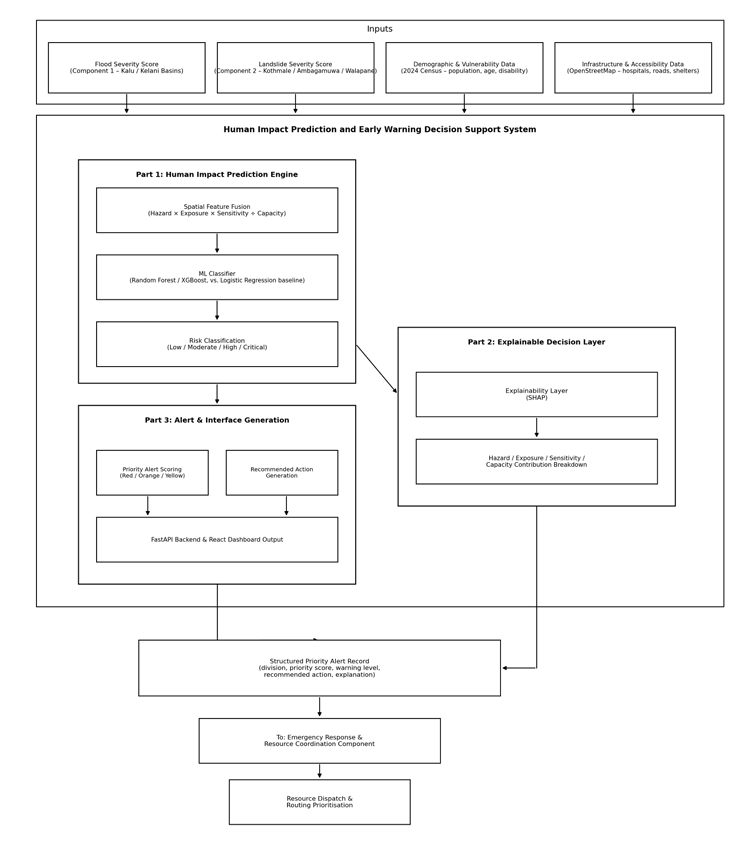 Inputs
Flood Severity Score
(Component 1 – Kalu / Kelani Basins)
Landslide Severity Score
(Component 2 – Kothmale / Ambagamuwa / Walapane)
Demographic & Vulnerability Data
(2024 Census – population, age, disability)
Infrastructure & Accessibility Data
(OpenStreetMap – hospitals, roads, shelters)
Human Impact Prediction and Early Warning Decision Support System
Part 1: Human Impact Prediction Engine
Spatial Feature Fusion
(Hazard × Exposure × Sensitivity ÷ Capacity)
ML Classifier
(Random Forest / XGBoost, vs. Logistic Regression baseline)
Risk Classification
(Low / Moderate / High / Critical)
Part 2: Explainable Decision Layer
Explainability Layer
(SHAP)
Hazard / Exposure / Sensitivity /
Capacity Contribution Breakdown
Part 3: Alert & Interface Generation
Priority Alert Scoring
(Red / Orange / Yellow)
Recommended Action
Generation
FastAPI Backend & React Dashboard Output
Structured Priority Alert Record
(division, priority score, warning level,
recommended action, explanation)
To: Emergency Response &
Resource Coordination Component
Resource Dispatch &
Routing Prioritisation